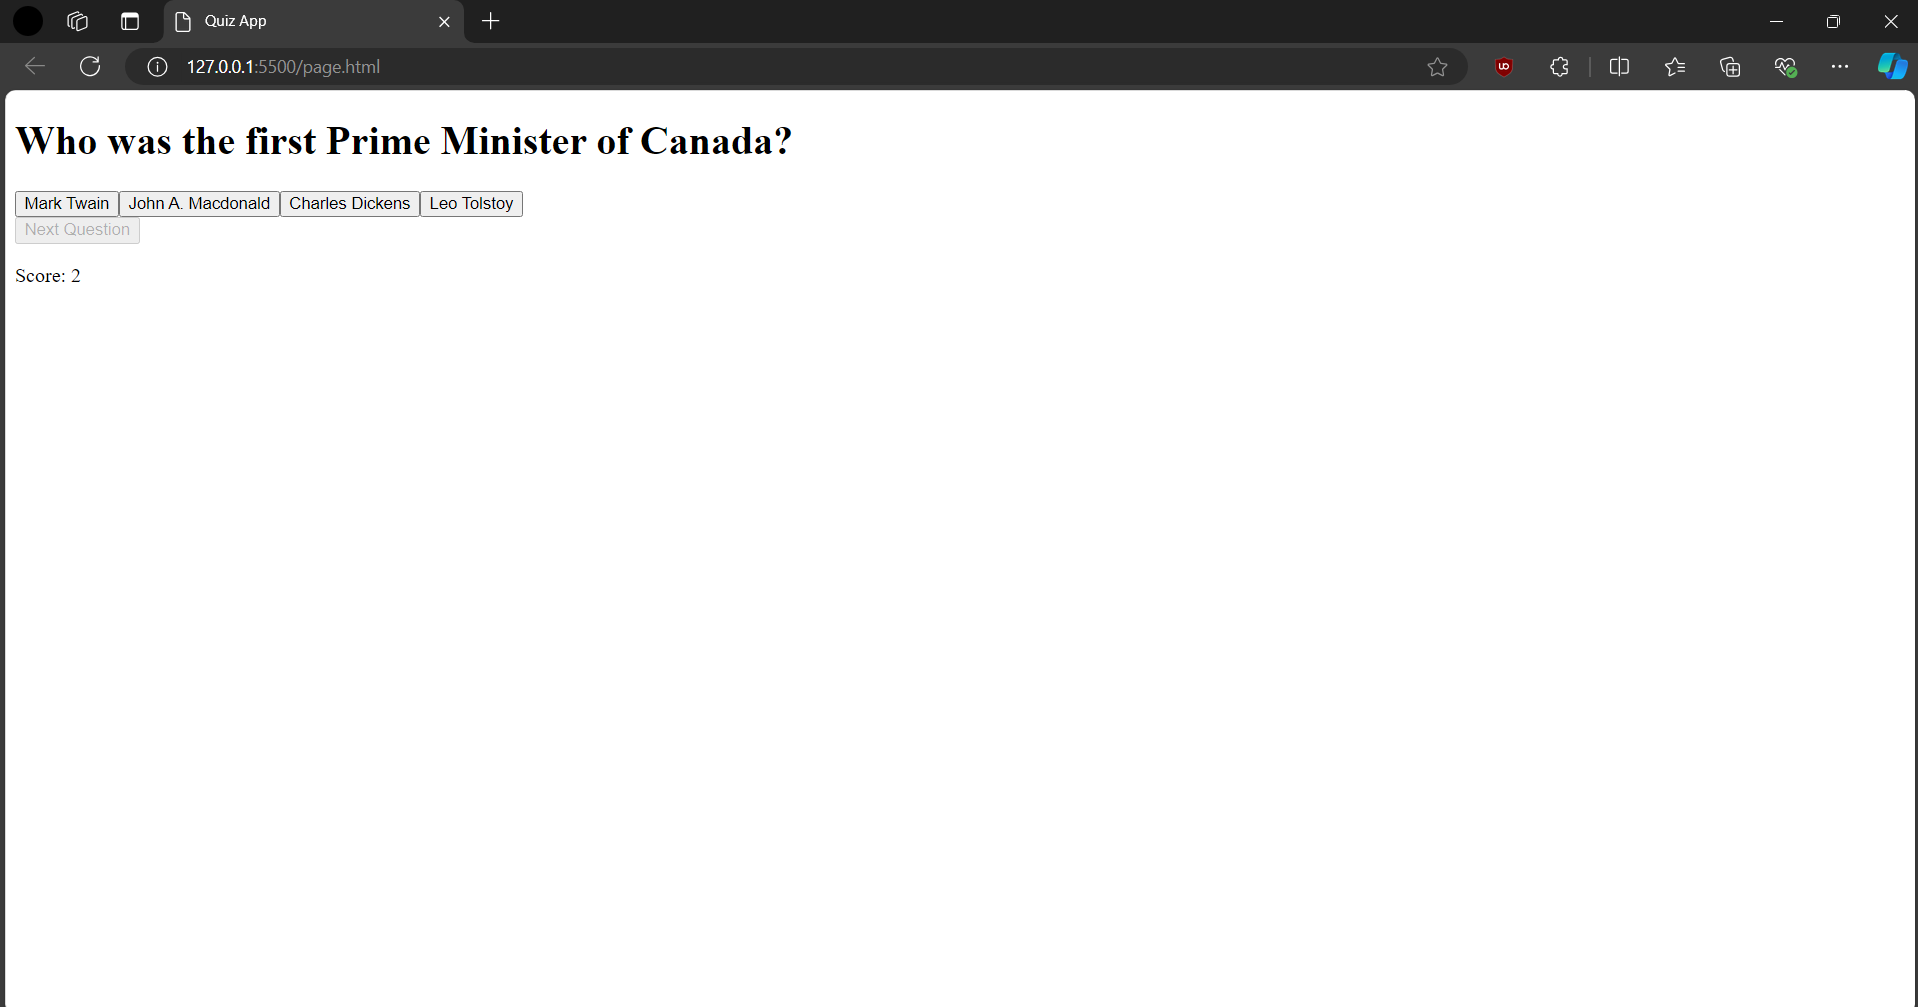 Quiz App
127.0.0.1:5500/page.html
Who was the first Prime Minister of Canada?
Mark Twain John A. Macdonald Charles Dickens Leo Tolstoy
Next Question
Score: 2